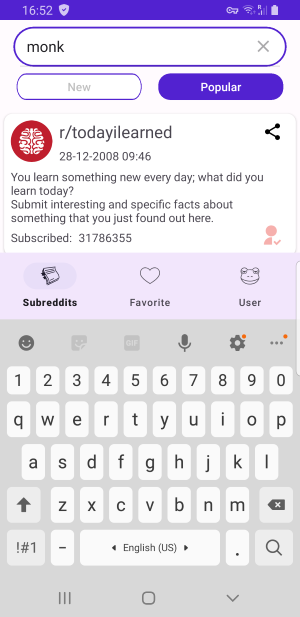 16:52
monk
New
Popular
r/todayilearned
28-12-2008 09:46
You learn something new every day; what did you
learn today?
Submit interesting and specific facts about
something that you just found out here.
Subscribed: 31786355
Subreddits
Favorite
User
GIF
1 2 3 4 5 6 7 8 9 0
q w e r t y u i o p
a s d f g h j k l
z x c v b n m
!#1 - English (US) .